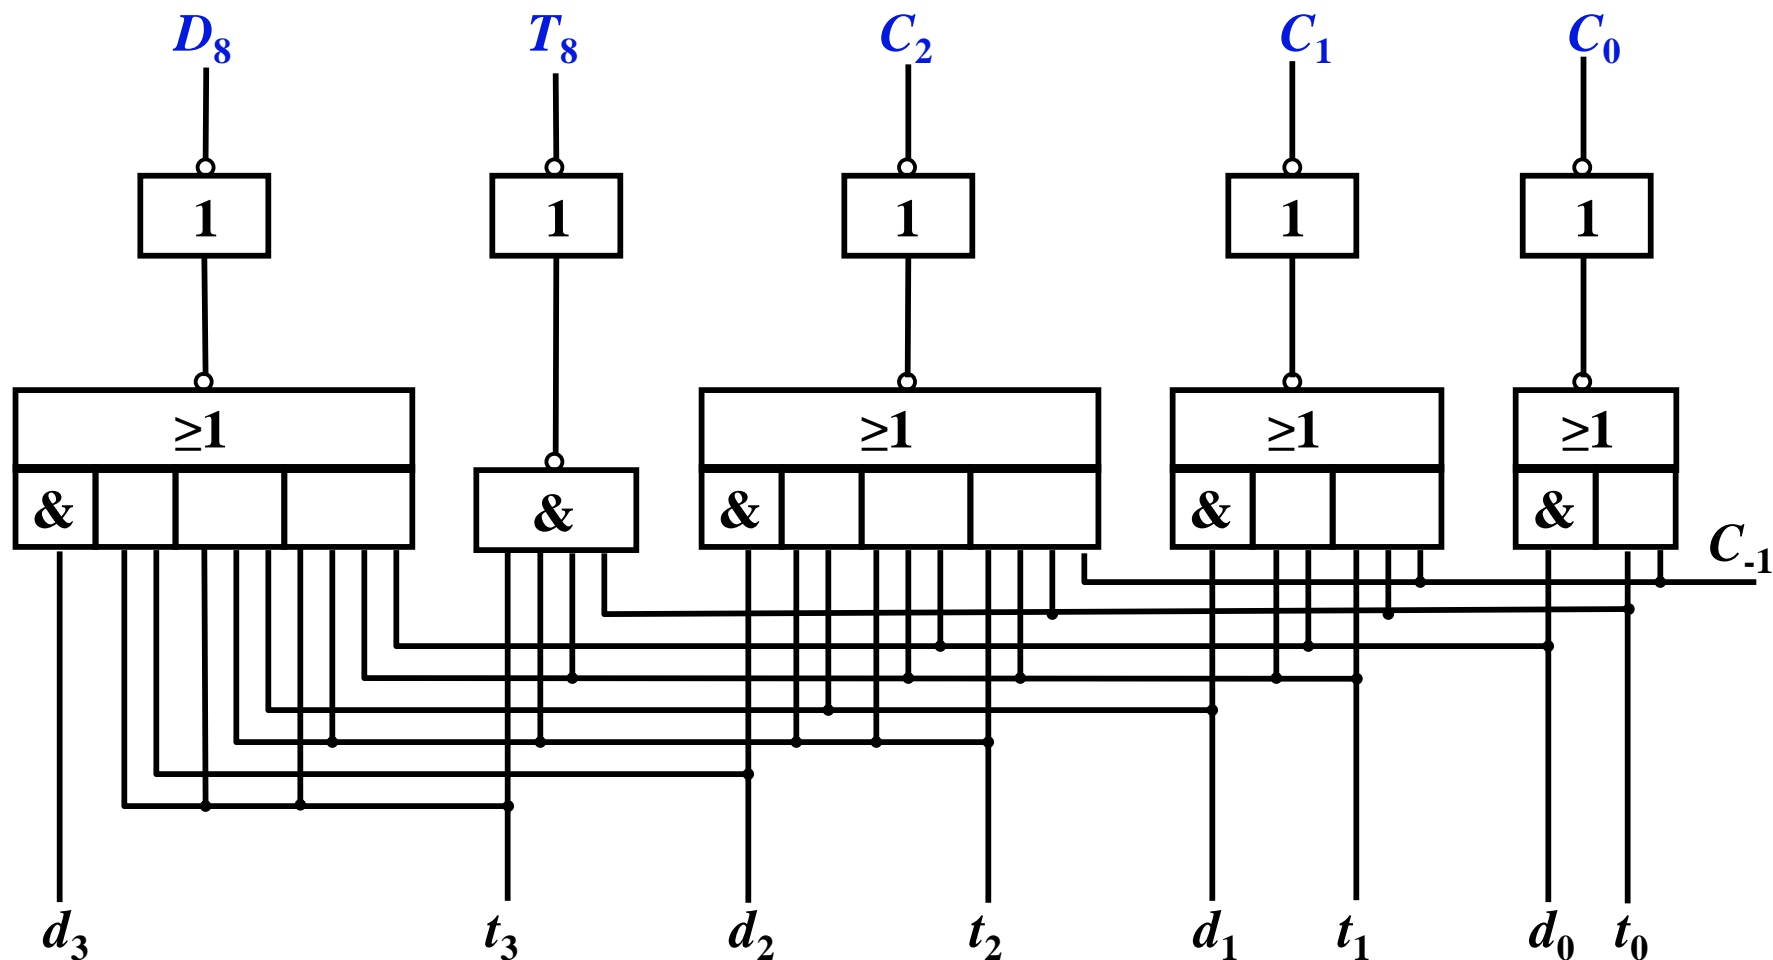 D8 T8 C2 C1 C0
1 1 1 1 1
≥1 ≥1 ≥1 ≥1
& & & & &
C-1
d3 t3 d2 t2 d1 t1 d0 t0